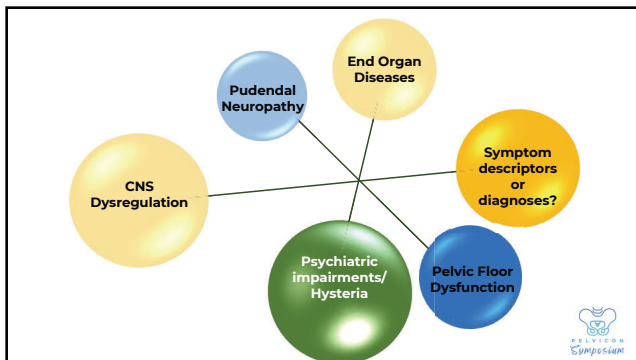 End Organ
Diseases
Pudendal
Neuropathy
Symptom
descriptors
or
diagnoses?
CNS
Dysregulation
Psychiatric
impairments/
Hysteria
Pelvic Floor
Dysfunction
PELVICON
Symposium